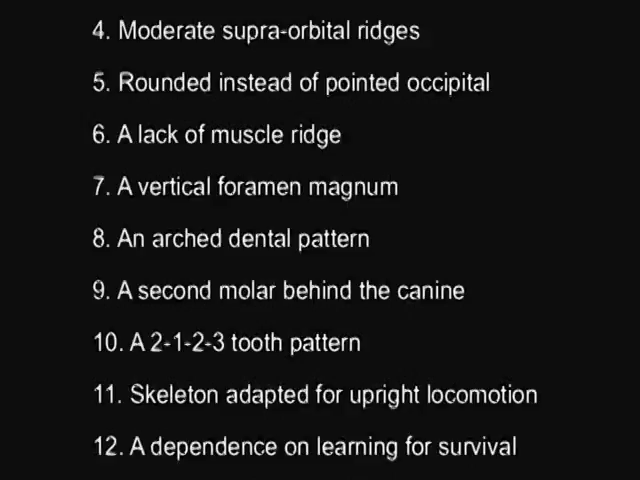 4. Moderate supra-orbital ridges
5. Rounded instead of pointed occipital
6. A lack of muscle ridge
7. A vertical foramen magnum
8. An arched dental pattern
9. A second molar behind the canine
10. A 2-1-2-3 tooth pattern
11. Skeleton adapted for upright locomotion
12. A dependence on learning for survival